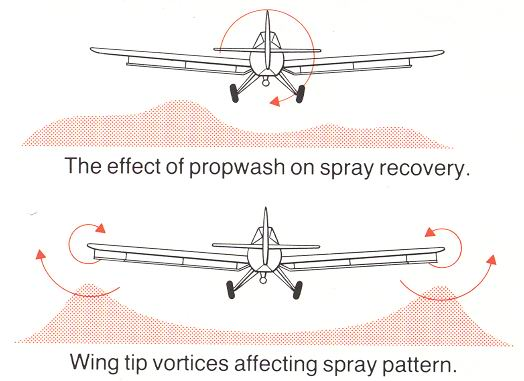 The effect of propwash on spray recovery.
Wing tip vortices affecting spray pattern.